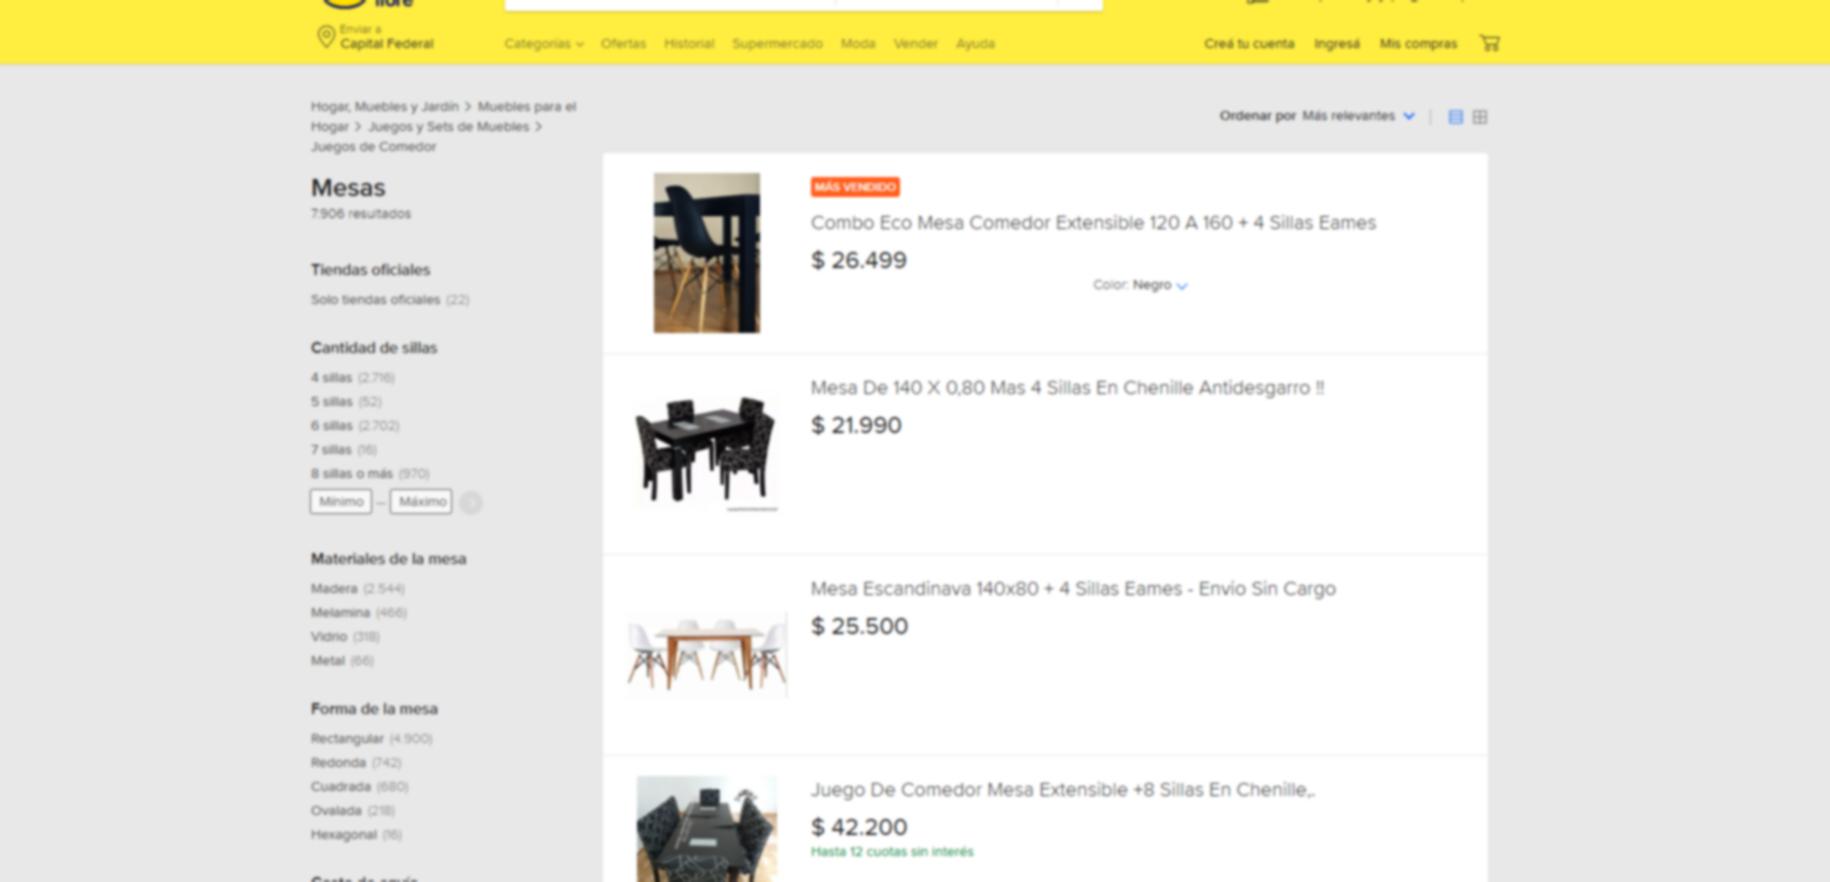 libre
Enviar a
Capital Federal
Categorías Ofertas Historial Supermercado Moda Vender Ayuda
Creá tu cuenta Ingresá Mis compras
Hogar, Muebles y Jardín > Muebles para el
Hogar > Juegos y Sets de Muebles >
Juegos de Comedor
Ordenar por Más relevantes
Mesas
7.906 resultados
Tiendas oficiales
Solo tiendas oficiales (22)
Cantidad de sillas
4 sillas (2.716)
5 sillas (52)
6 sillas (2.702)
7 sillas (16)
8 sillas o más (970)
Mínimo – Máximo
Materiales de la mesa
Madera (2.544)
Melamina (466)
Vidrio (318)
Metal (66)
Forma de la mesa
Rectangular (4.900)
Redonda (742)
Cuadrada (680)
Ovalada (218)
Hexagonal (16)
Costo de envío
MÁS VENDIDO
Combo Eco Mesa Comedor Extensible 120 A 160 + 4 Sillas Eames
$ 26.499
Color: Negro
Mesa De 140 X 0,80 Mas 4 Sillas En Chenille Antidesgarro !!
$ 21.990
Mesa Escandinava 140x80 + 4 Sillas Eames - Envio Sin Cargo
$ 25.500
Juego De Comedor Mesa Extensible +8 Sillas En Chenille,.
$ 42.200
Hasta 12 cuotas sin interés